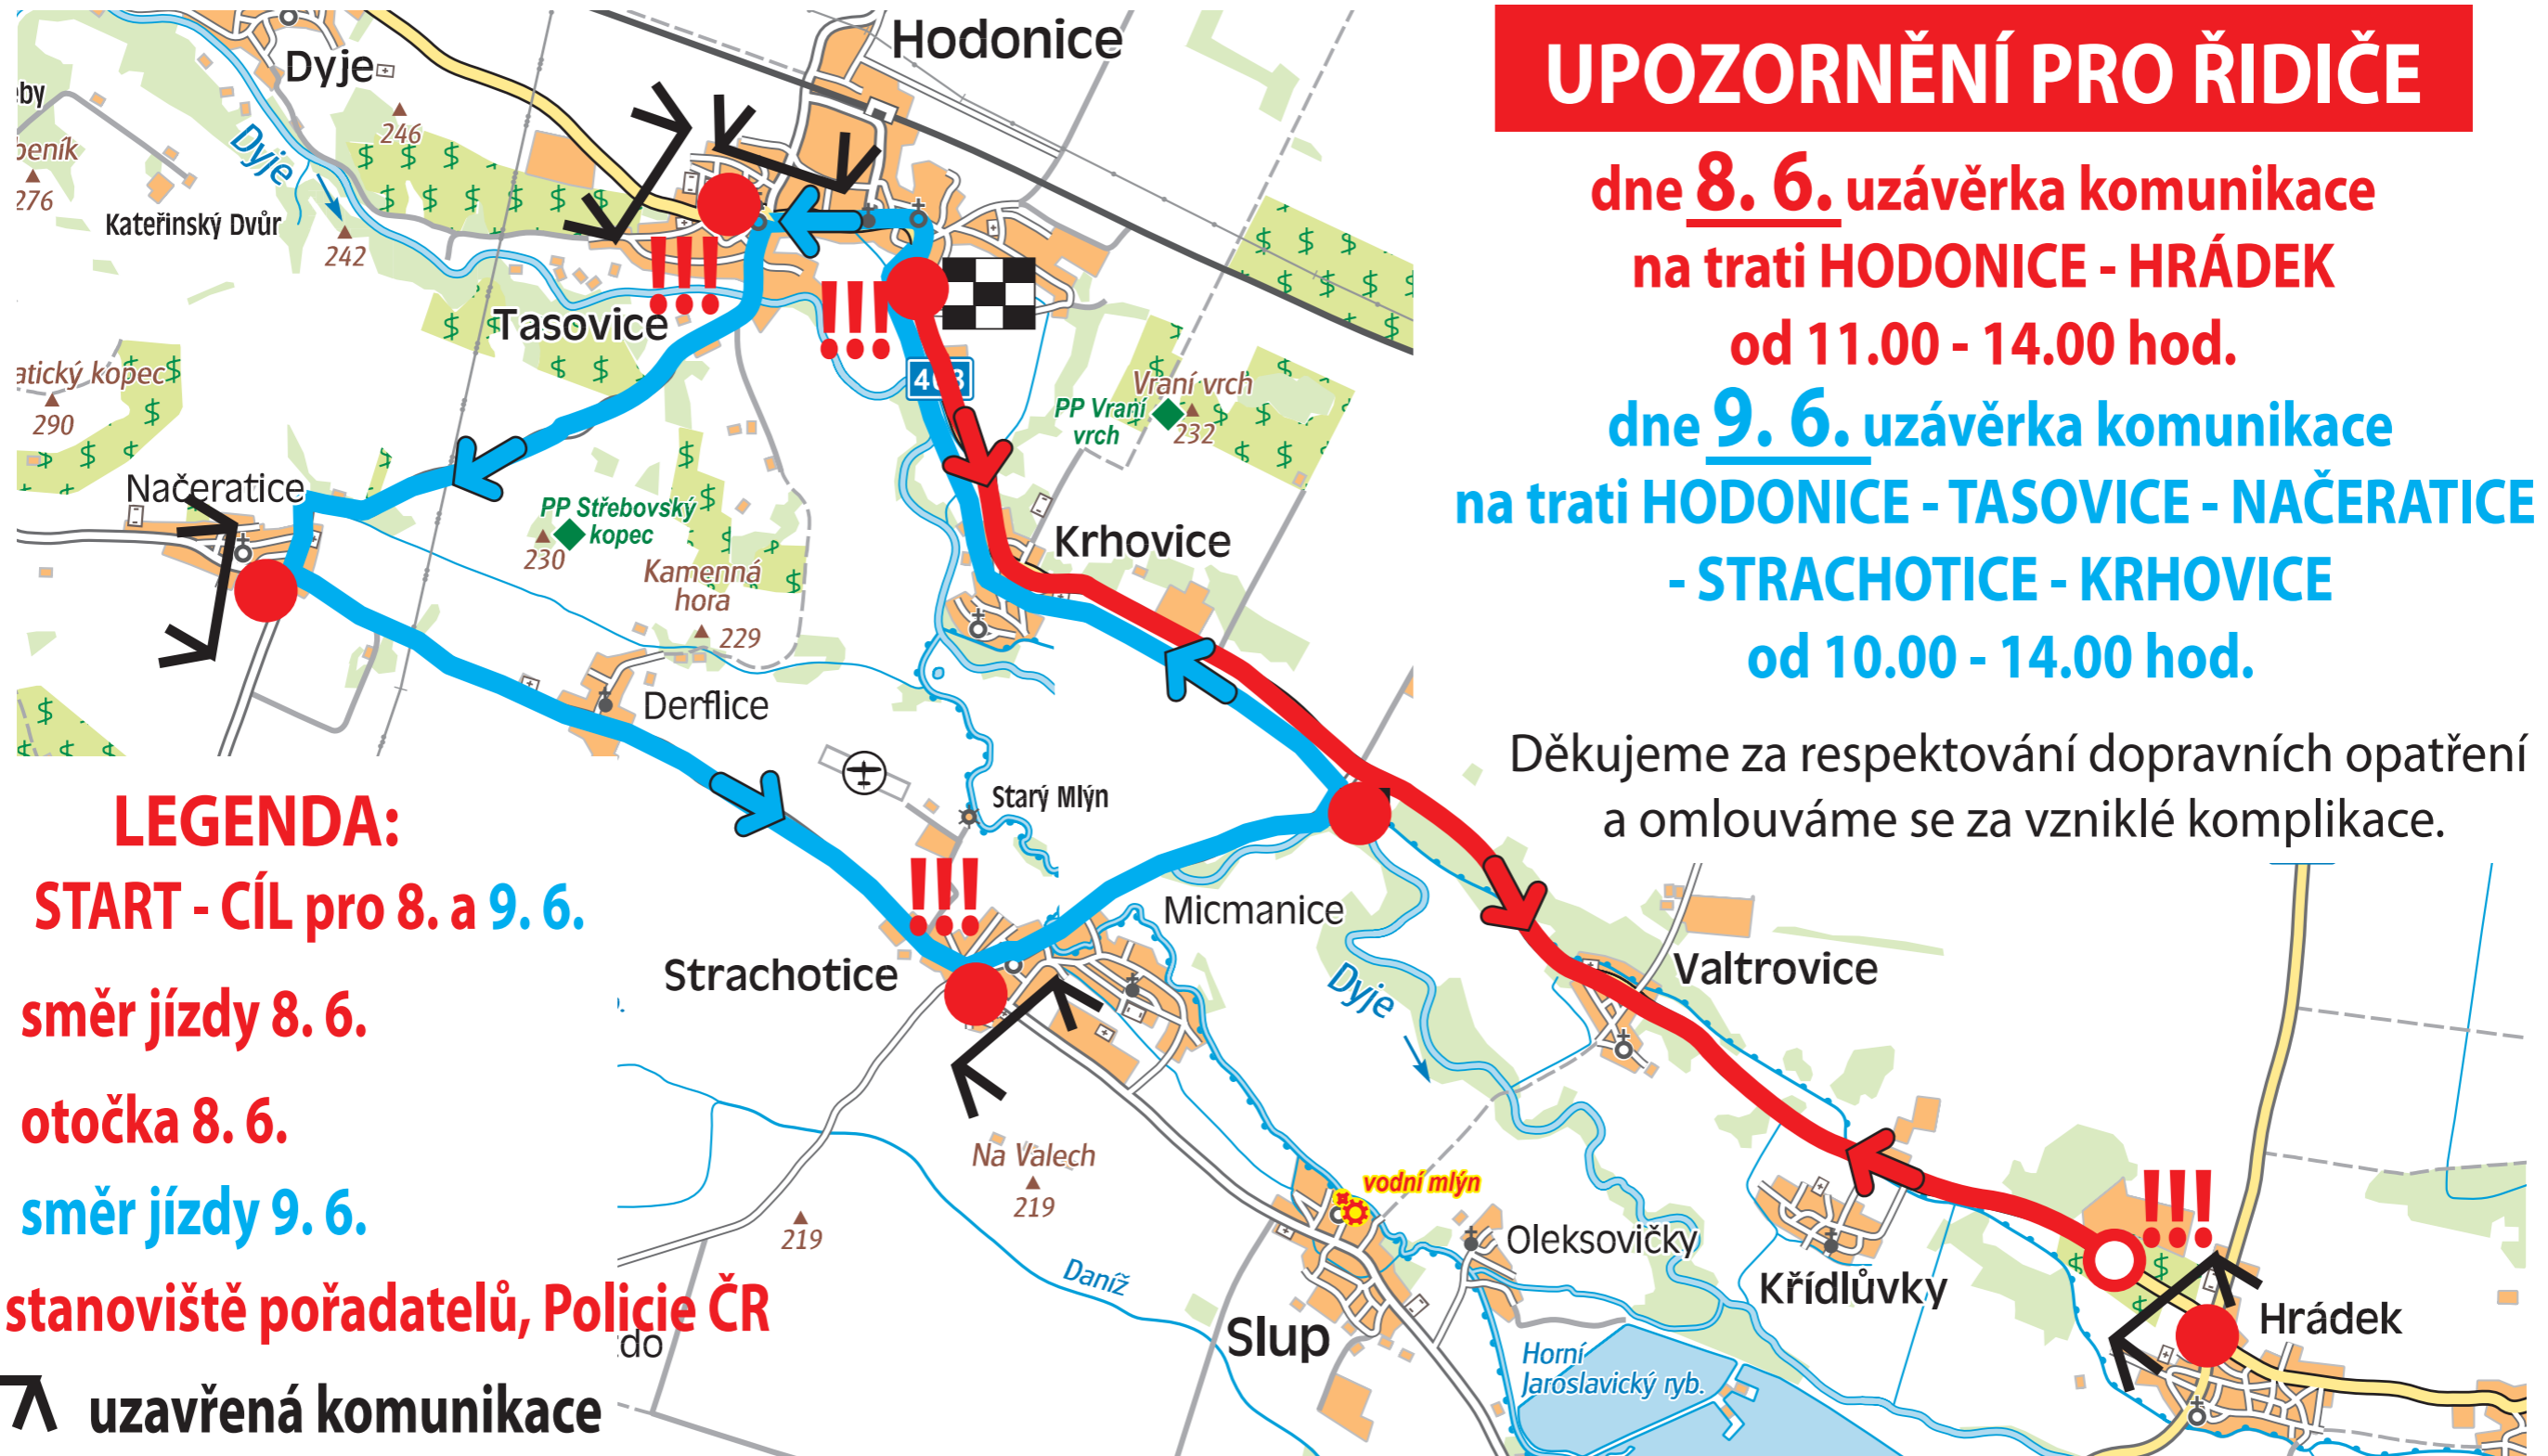 Hodonice
UPOZORNĚNÍ PRO ŘIDIČE
dne 8. 6. uzávěrka komunikace
na trati HODONICE - HRÁDEK
od 11.00 - 14.00 hod.
dne 9. 6. uzávěrka komunikace
na trati HODONICE - TASOVICE - NAČERATICE
- STRACHOTICE - KRHOVICE
od 10.00 - 14.00 hod.
Děkujeme za respektování dopravních opatření
a omlouváme se za vzniklé komplikace.
Dyje
eby
246
Dyje
beník
276
Kateřinský Dvůr
242
!!!
!!!
Tasovice
atický kopec
290
Vraní vrch
PP Vraní
vrch
232
Načeratice
PP Střebovský
kopec
230
Kamenná
hora
229
Krhovice
Derflice
Starý Mlýn
LEGENDA:
START - CÍL pro 8. a 9. 6.
směr jízdy 8. 6.
otočka 8. 6.
směr jízdy 9. 6.
stanoviště pořadatelů, Policie ČR
uzavřená komunikace
do
!!!
Micmanice
Strachotice
Dyje
Valtrovice
Na Valech
219
219
vodní mlýn
!!!
Oleksovičky
Daníž
Křídlůvky
Hrádek
Slup
Horní
Jaroslavický ryb.